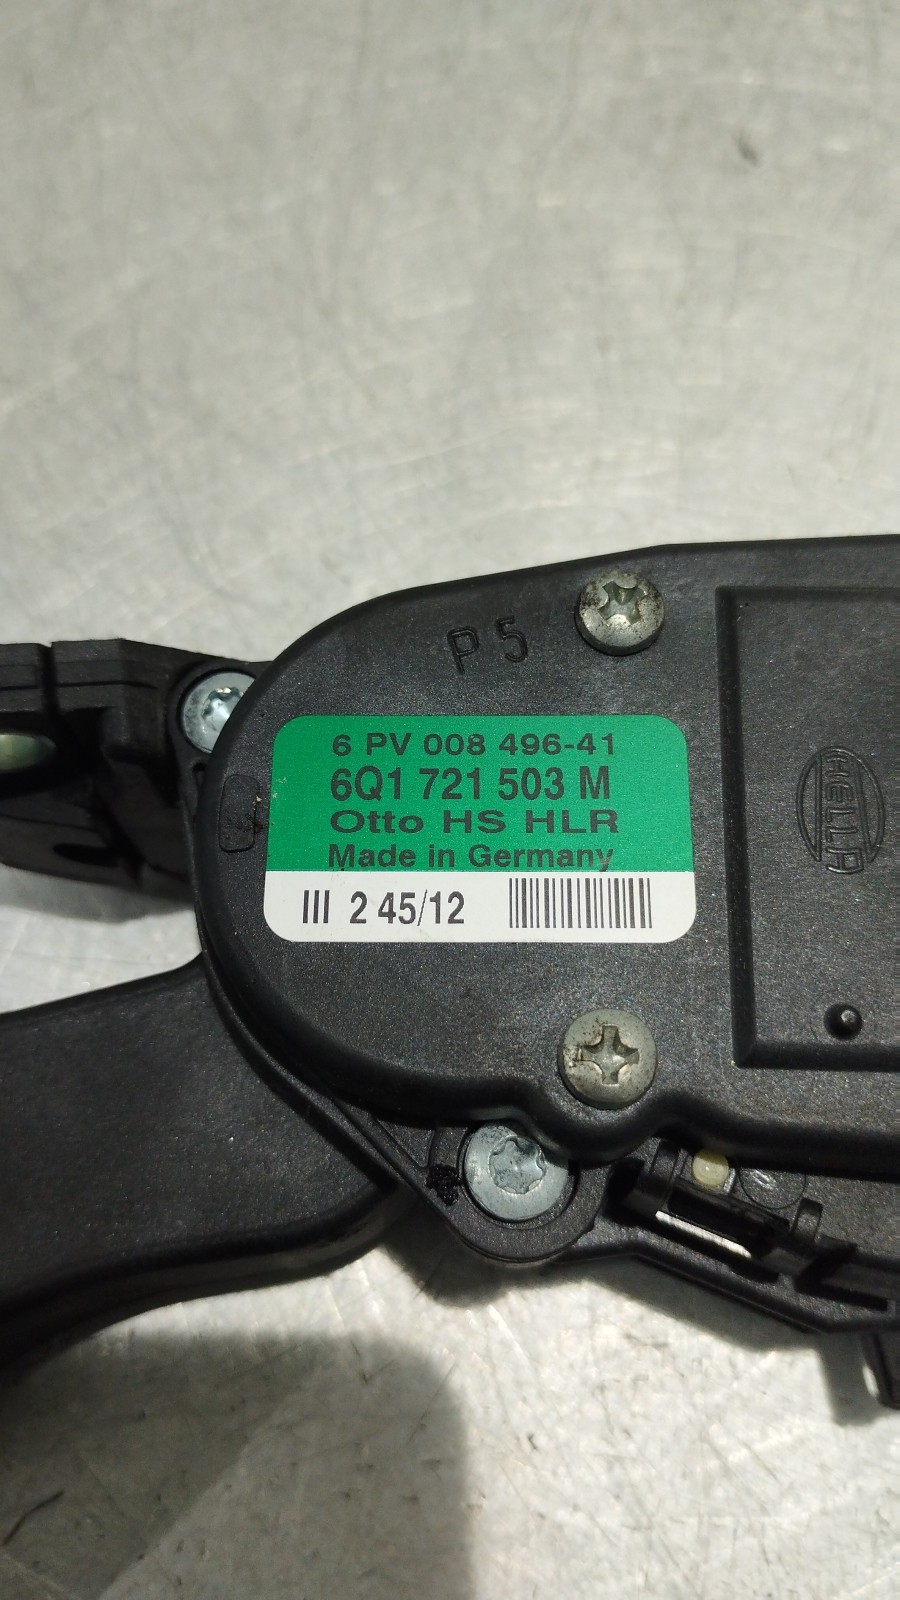 P 5
6 PV 008 496-41
6Q1 721 503 M
Otto HS HLR
Made in Germany
III 2 45/12
HELLA